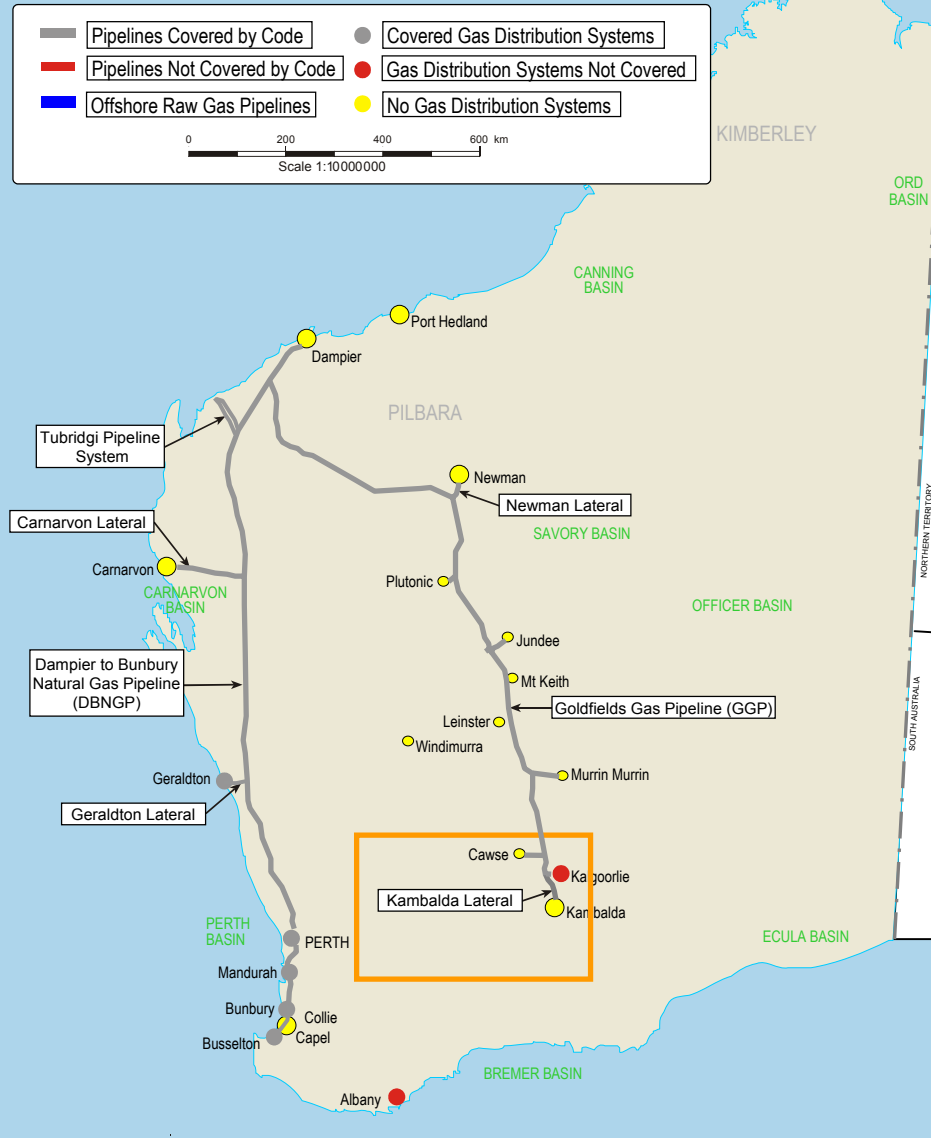 Pipelines Covered by Code
Covered Gas Distribution Systems
Pipelines Not Covered by Code
Gas Distribution Systems Not Covered
Offshore Raw Gas Pipelines
No Gas Distribution Systems
0 200 400 600 km
Scale 1:10000000
KIMBERLEY
ORD
BASIN
CANNING
BASIN
Port Hedland
Dampier
PILBARA
Tubridgi Pipeline
System
Newman
Newman Lateral
Carnarvon Lateral
SAVORY BASIN
NORTHERN TERRITORY
Carnarvon
Plutonic
CARNARVON
BASIN
OFFICER BASIN
Jundee
Dampier to Bunbury
Natural Gas Pipeline
(DBNGP)
Mt Keith
SOUTH AUSTRALIA
Goldfields Gas Pipeline (GGP)
Leinster
Windimurra
Geraldton
Murrin Murrin
Geraldton Lateral
Cawse
Kalgoorlie
Kambalda Lateral
Kambalda
PERTH
BASIN
PERTH
ECULA BASIN
Mandurah
Bunbury
Collie
Capel
Busselton
BREMER BASIN
Albany